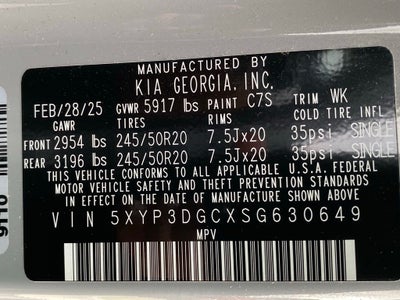 MANUFACTURED BY
KIA GEORGIA, INC.
FEB/28/25 GVWR 5917 lbs PAINT C7S TRIM WK
GAWR TIRES RIMS COLD TIRE INFL
FRONT 2954 lbs 245/50R20 7.5Jx20 35psi SINGLE
REAR 3196 lbs 245/50R20 7.5Jx20 35psi SINGLE
THIS VEHICLE CONFORMS TO ALL APPLICABLE U.S.A. FEDERAL
MOTOR VEHICLE SAFETY, BUMPER, AND THEFT PREVENTION STANDARDS
IN EFFECT ON THE DATE OF MANUFACTURE SHOWN ABOVE.
VIN 5XYP3DGCXSG630649
MPV